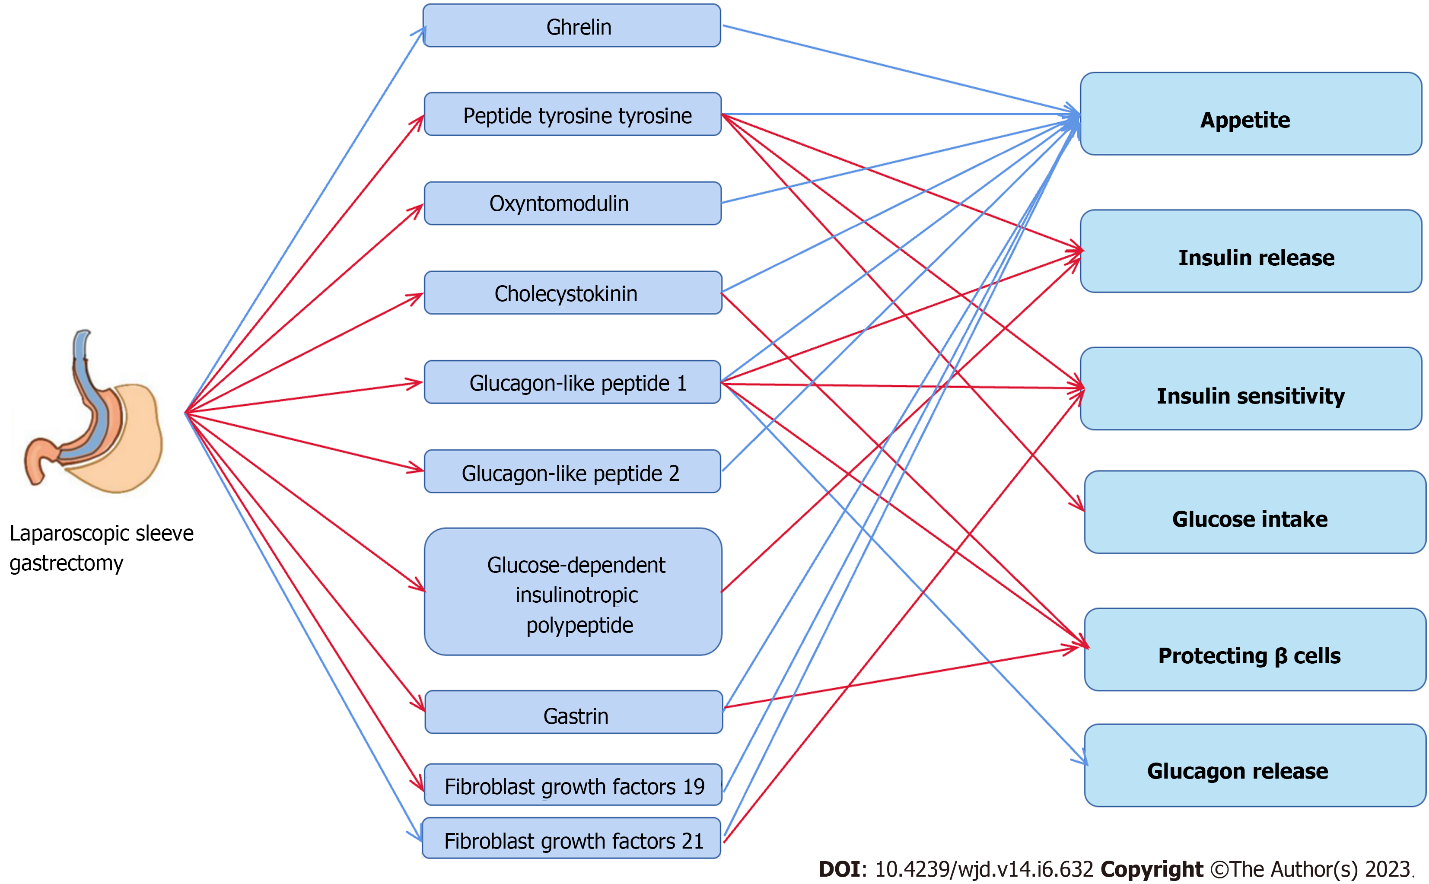 Ghrelin
Peptide tyrosine tyrosine
Oxyntomodulin
Cholecystokinin
Glucagon-like peptide 1
Glucagon-like peptide 2
Glucose-dependent
insulinotropic
polypeptide
Gastrin
Fibroblast growth factors 19
Fibroblast growth factors 21
Laparoscopic sleeve
gastrectomy
Appetite
Insulin release
Insulin sensitivity
Glucose intake
Protecting β cells
Glucagon release
DOI: 10.4239/wjd.v14.i6.632 Copyright ©The Author(s) 2023.